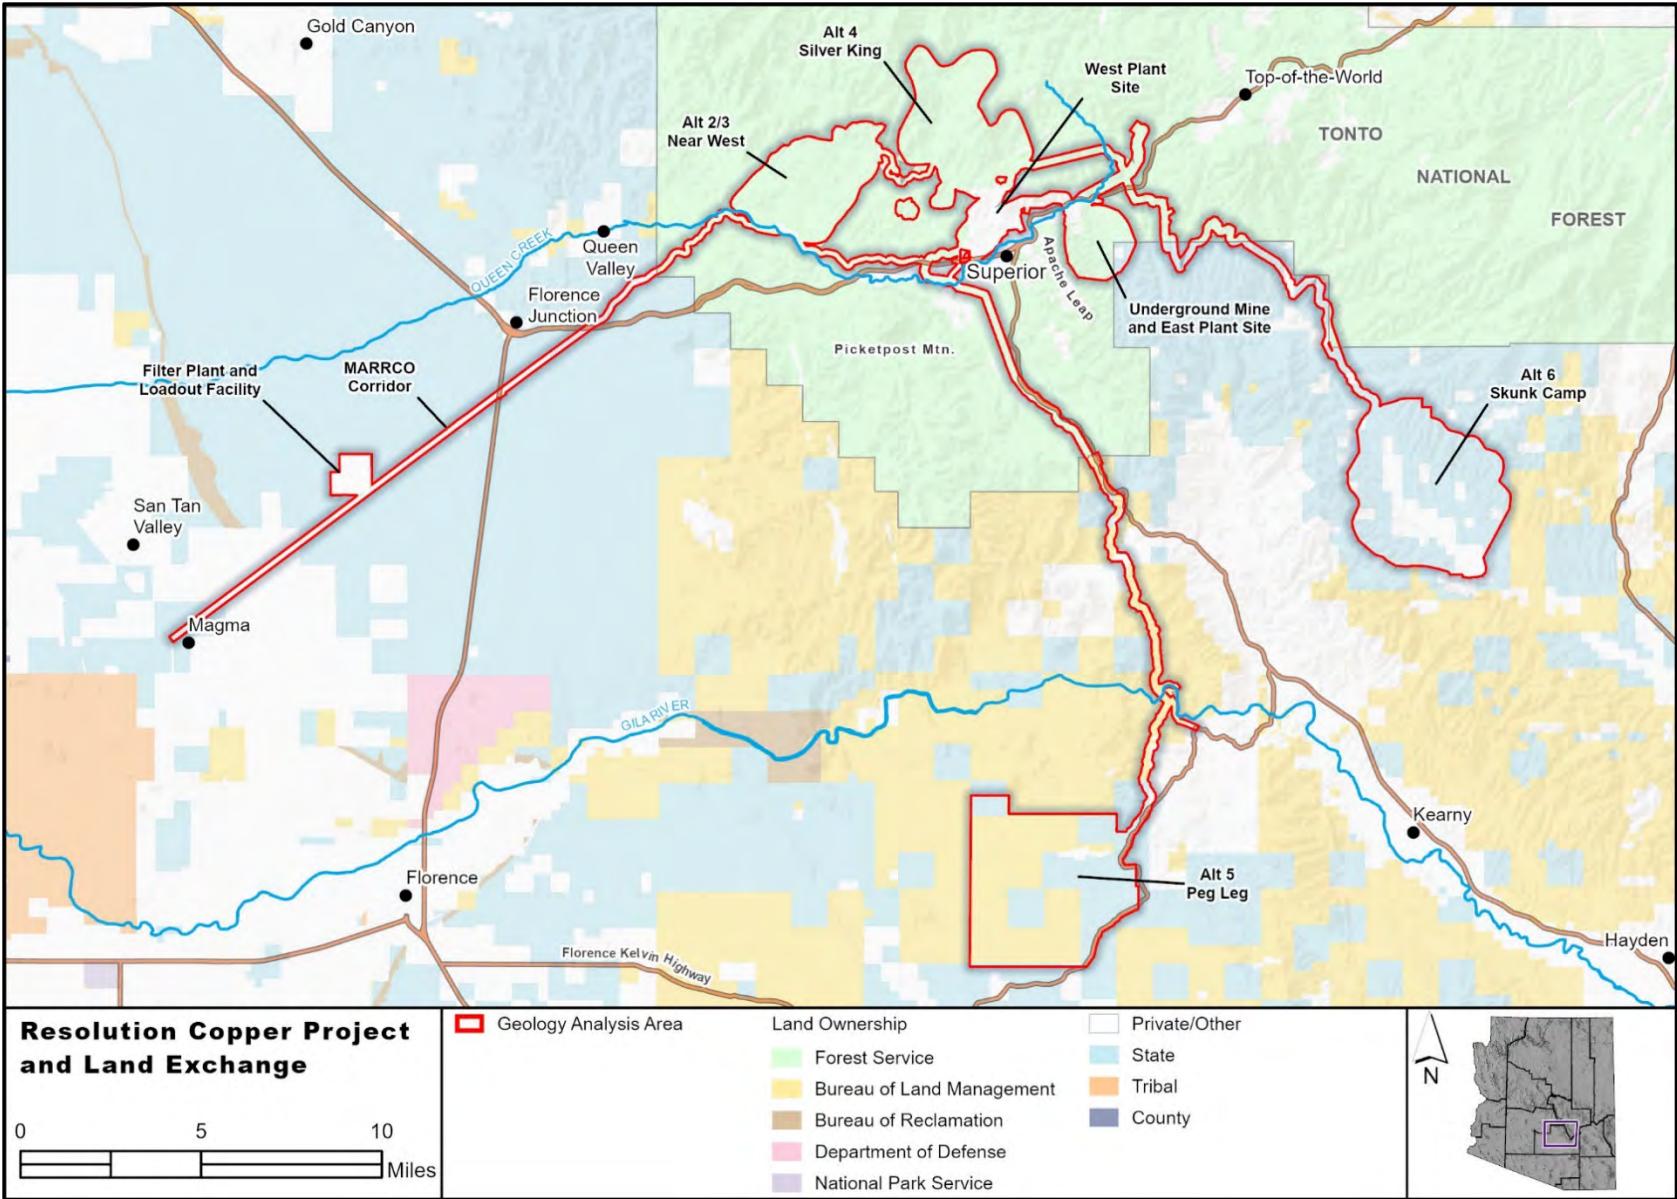 Gold Canyon
Alt 4
Silver King
West Plant
Site
Top-of-the-World
TONTO
NATIONAL
FOREST
Alt 2/3
Near West
QUEEN CREEK
Queen
Valley
Florence
Junction
Superior
Apache Leap
Underground Mine
and East Plant Site
Picketpost Mtn.
Filter Plant and
Loadout Facility
MARRCO
Corridor
Alt 6
Skunk Camp
San Tan
Valley
Magma
GILA RIVER
Kearny
Florence
Alt 5
Peg Leg
Hayden
Florence Kelvin Highway
Resolution Copper Project
and Land Exchange
0 5 10
Miles
Geology Analysis Area
Land Ownership
Forest Service
Bureau of Land Management
Bureau of Reclamation
Department of Defense
National Park Service
Private/Other
State
Tribal
County
N